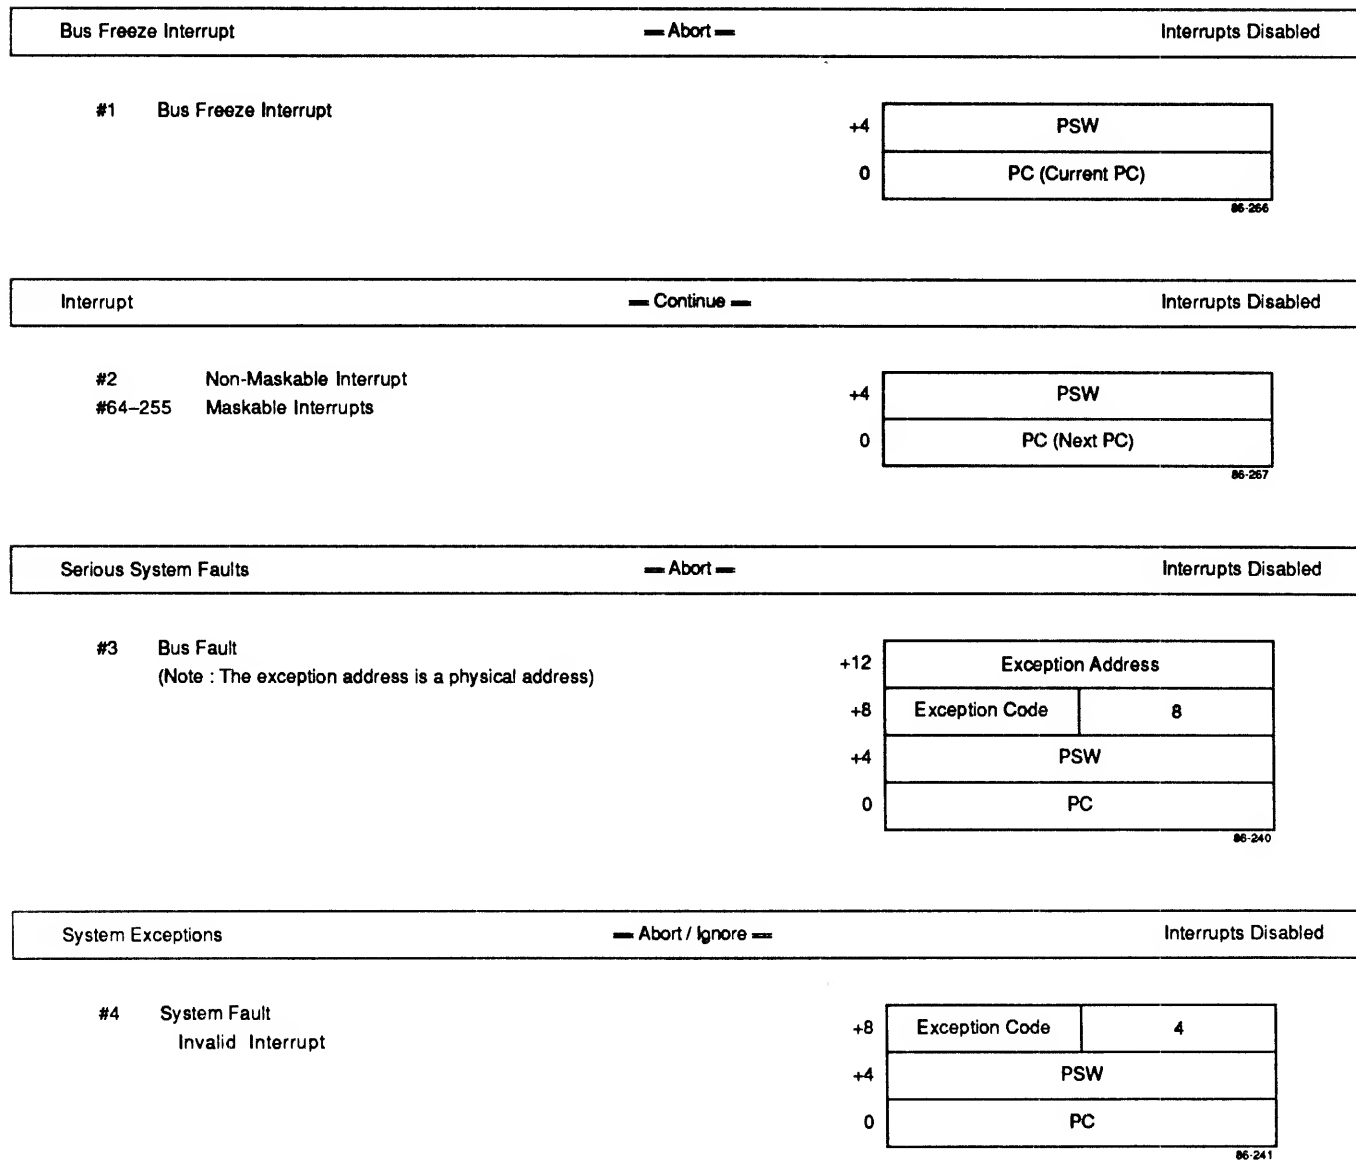 Bus Freeze Interrupt — Abort — Interrupts Disabled
#1 Bus Freeze Interrupt
+4 PSW
0 PC (Current PC)
86-266
Interrupt — Continue — Interrupts Disabled
#2 Non-Maskable Interrupt
#64–255 Maskable Interrupts
+4 PSW
0 PC (Next PC)
86-267
Serious System Faults — Abort — Interrupts Disabled
#3 Bus Fault
(Note : The exception address is a physical address)
+12 Exception Address
+8 Exception Code 8
+4 PSW
0 PC
86-240
System Exceptions — Abort / Ignore — Interrupts Disabled
#4 System Fault
Invalid Interrupt
+8 Exception Code 4
+4 PSW
0 PC
86-241